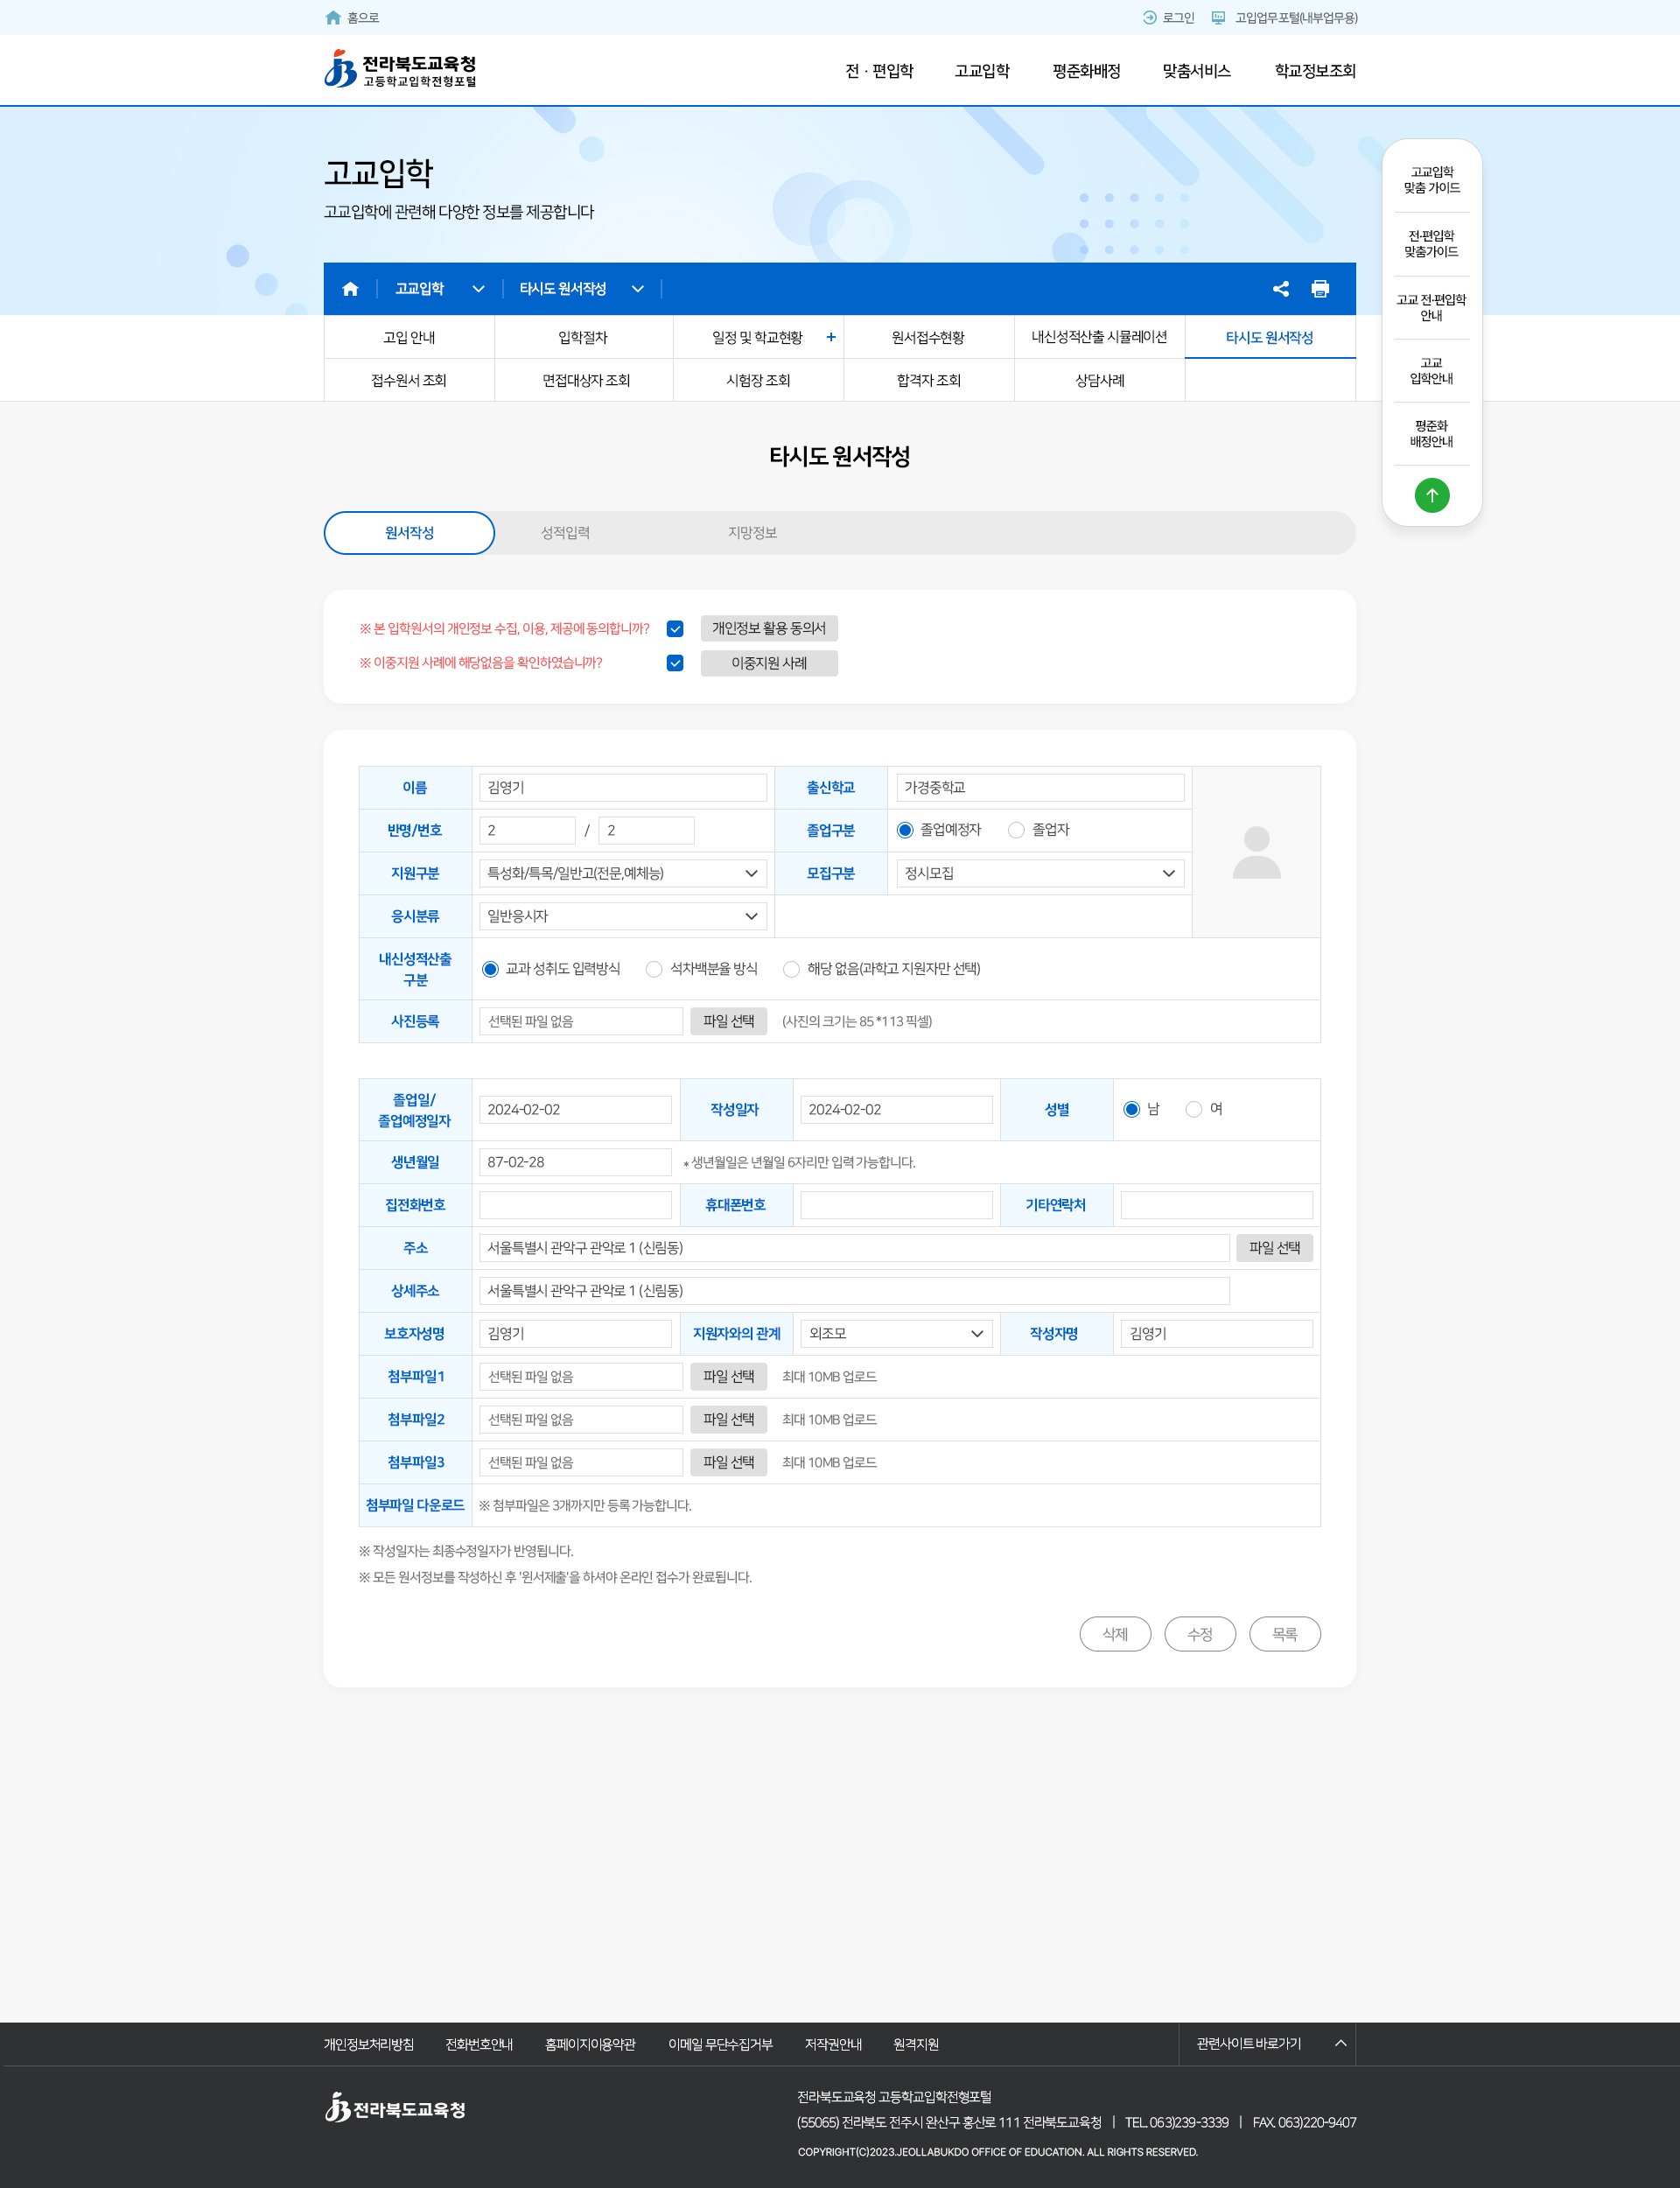 홈으로
로그인 고입업무포털(내부업무용)
전라북도교육청
고등학교입학전형포털
전 · 편입학 고교입학 평준화배정 맞춤서비스 학교정보조회
고교입학
고교입학에 관련해 다양한 정보를 제공합니다
고교입학
맞춤 가이드
전·편입학
맞춤가이드
고교 전·편입학
안내
고교
입학안내
평준화
배정안내
고교입학 타시도 원서작성
고입 안내 입학절차 일정 및 학교현황 + 원서접수현황 내신성적산출 시뮬레이션 타시도 원서작성
접수원서 조회 면접대상자 조회 시험장 조회 합격자 조회 상담사례
타시도 원서작성
원서작성 성적입력 지망정보
※ 본 입학원서의 개인정보 수집, 이용, 제공에 동의합니까? 개인정보 활용 동의서
※ 이중지원 사례에 해당없음을 확인하였습니까? 이중지원 사례
이름 김영기 출신학교 가경중학교
반명/번호 2 / 2 졸업구분 졸업예정자 졸업자
지원구분 특성화/특목/일반고(전문,예체능) 모집구분 정시모집
응시분류 일반응시자
내신성적산출
구분
교과 성취도 입력방식 석차백분율 방식 해당 없음(과학고 지원자만 선택)
사진등록 선택된 파일 없음 파일 선택 (사진의 크기는 85 *113 픽셀)
졸업일/
졸업예정일자
2024-02-02 작성일자 2024-02-02 성별 남 여
생년월일 87-02-28 * 생년월일은 년월일 6자리만 입력 가능합니다.
집전화번호 휴대폰번호 기타연락처
주소 서울특별시 관악구 관악로 1 (신림동) 파일 선택
상세주소 서울특별시 관악구 관악로 1 (신림동)
보호자성명 김영기 지원자와의 관계 외조모 작성자명 김영기
첨부파일1 선택된 파일 없음 파일 선택 최대 10MB 업로드
첨부파일2 선택된 파일 없음 파일 선택 최대 10MB 업로드
첨부파일3 선택된 파일 없음 파일 선택 최대 10MB 업로드
첨부파일 다운로드 ※ 첨부파일은 3개까지만 등록 가능합니다.
※ 작성일자는 최종수정일자가 반영됩니다.
※ 모든 원서정보를 작성하신 후 '원서제출'을 하셔야 온라인 접수가 완료됩니다.
삭제 수정 목록
개인정보처리방침 전화번호안내 홈페이지이용약관 이메일 무단수집거부 저작권안내 원격지원 관련사이트 바로가기
전라북도교육청
전라북도교육청 고등학교입학전형포털
(55065) 전라북도 전주시 완산구 홍산로 111 전라북도교육청 | TEL. 063)239-3339 | FAX. 063)220-9407
COPYRIGHT(C)2023.JEOLLABUKDO OFFICE OF EDUCATION. ALL RIGHTS RESERVED.